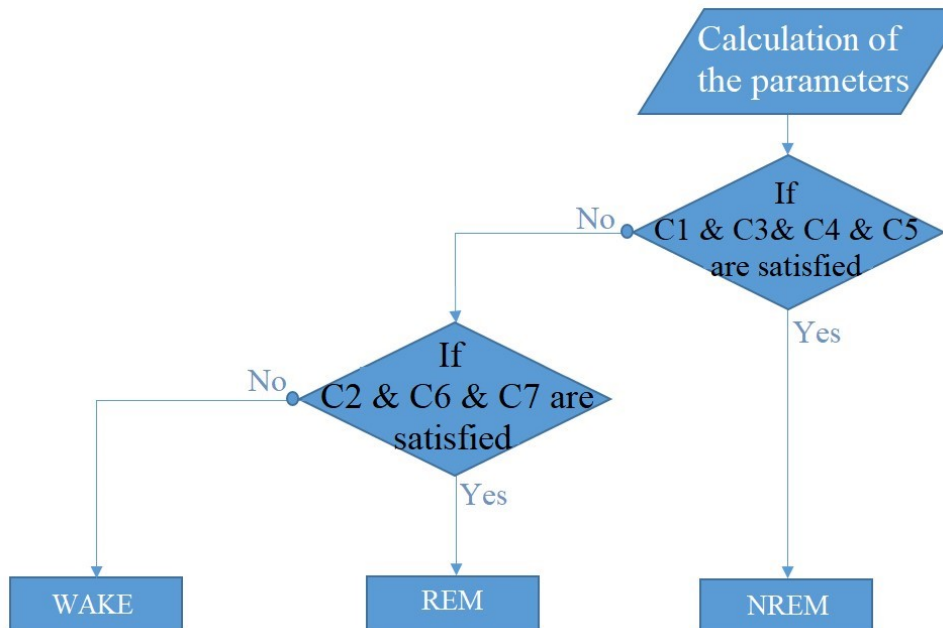 Calculation of
the parameters
If
C1 & C3& C4 & C5
are satisfied
No
Yes
If
C2 & C6 & C7 are
satisfied
No
Yes
WAKE
REM
NREM